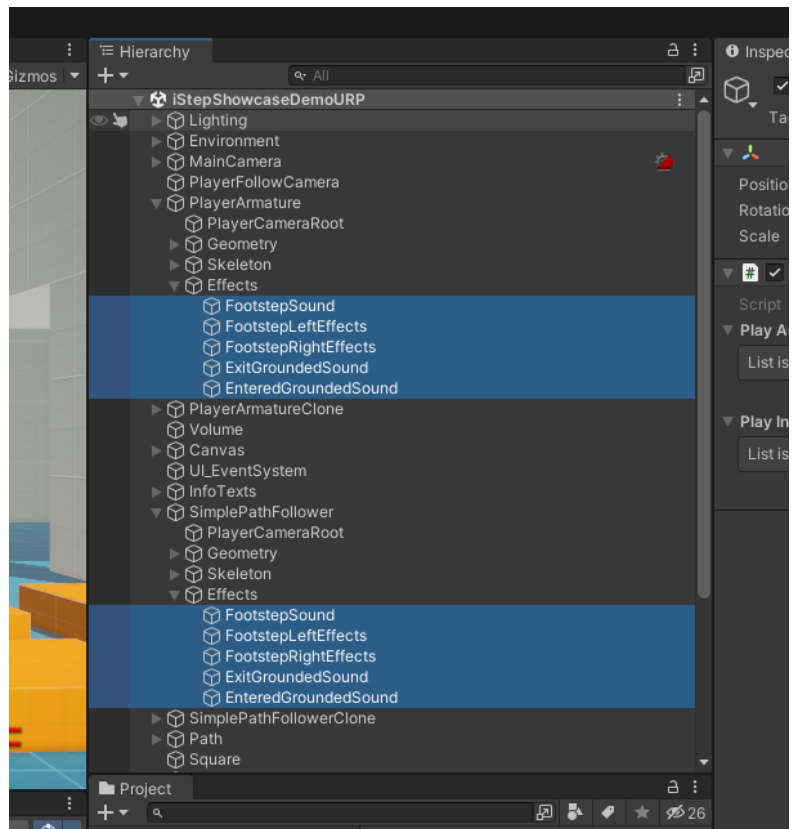 Hierarchy
Gizmos
All
iStepShowcaseDemoURP
Lighting
Environment
MainCamera
PlayerFollowCamera
PlayerArmature
PlayerCameraRoot
Geometry
Skeleton
Effects
FootstepSound
FootstepLeftEffects
FootstepRightEffects
ExitGroundedSound
EnteredGroundedSound
PlayerArmatureClone
Volume
Canvas
UI_EventSystem
InfoTexts
SimplePathFollower
PlayerCameraRoot
Geometry
Skeleton
Effects
FootstepSound
FootstepLeftEffects
FootstepRightEffects
ExitGroundedSound
EnteredGroundedSound
SimplePathFollowerClone
Path
Square
Project
26
Inspec
Ta
Positio
Rotatio
Scale
#
Script
Play A
List is
Play In
List is